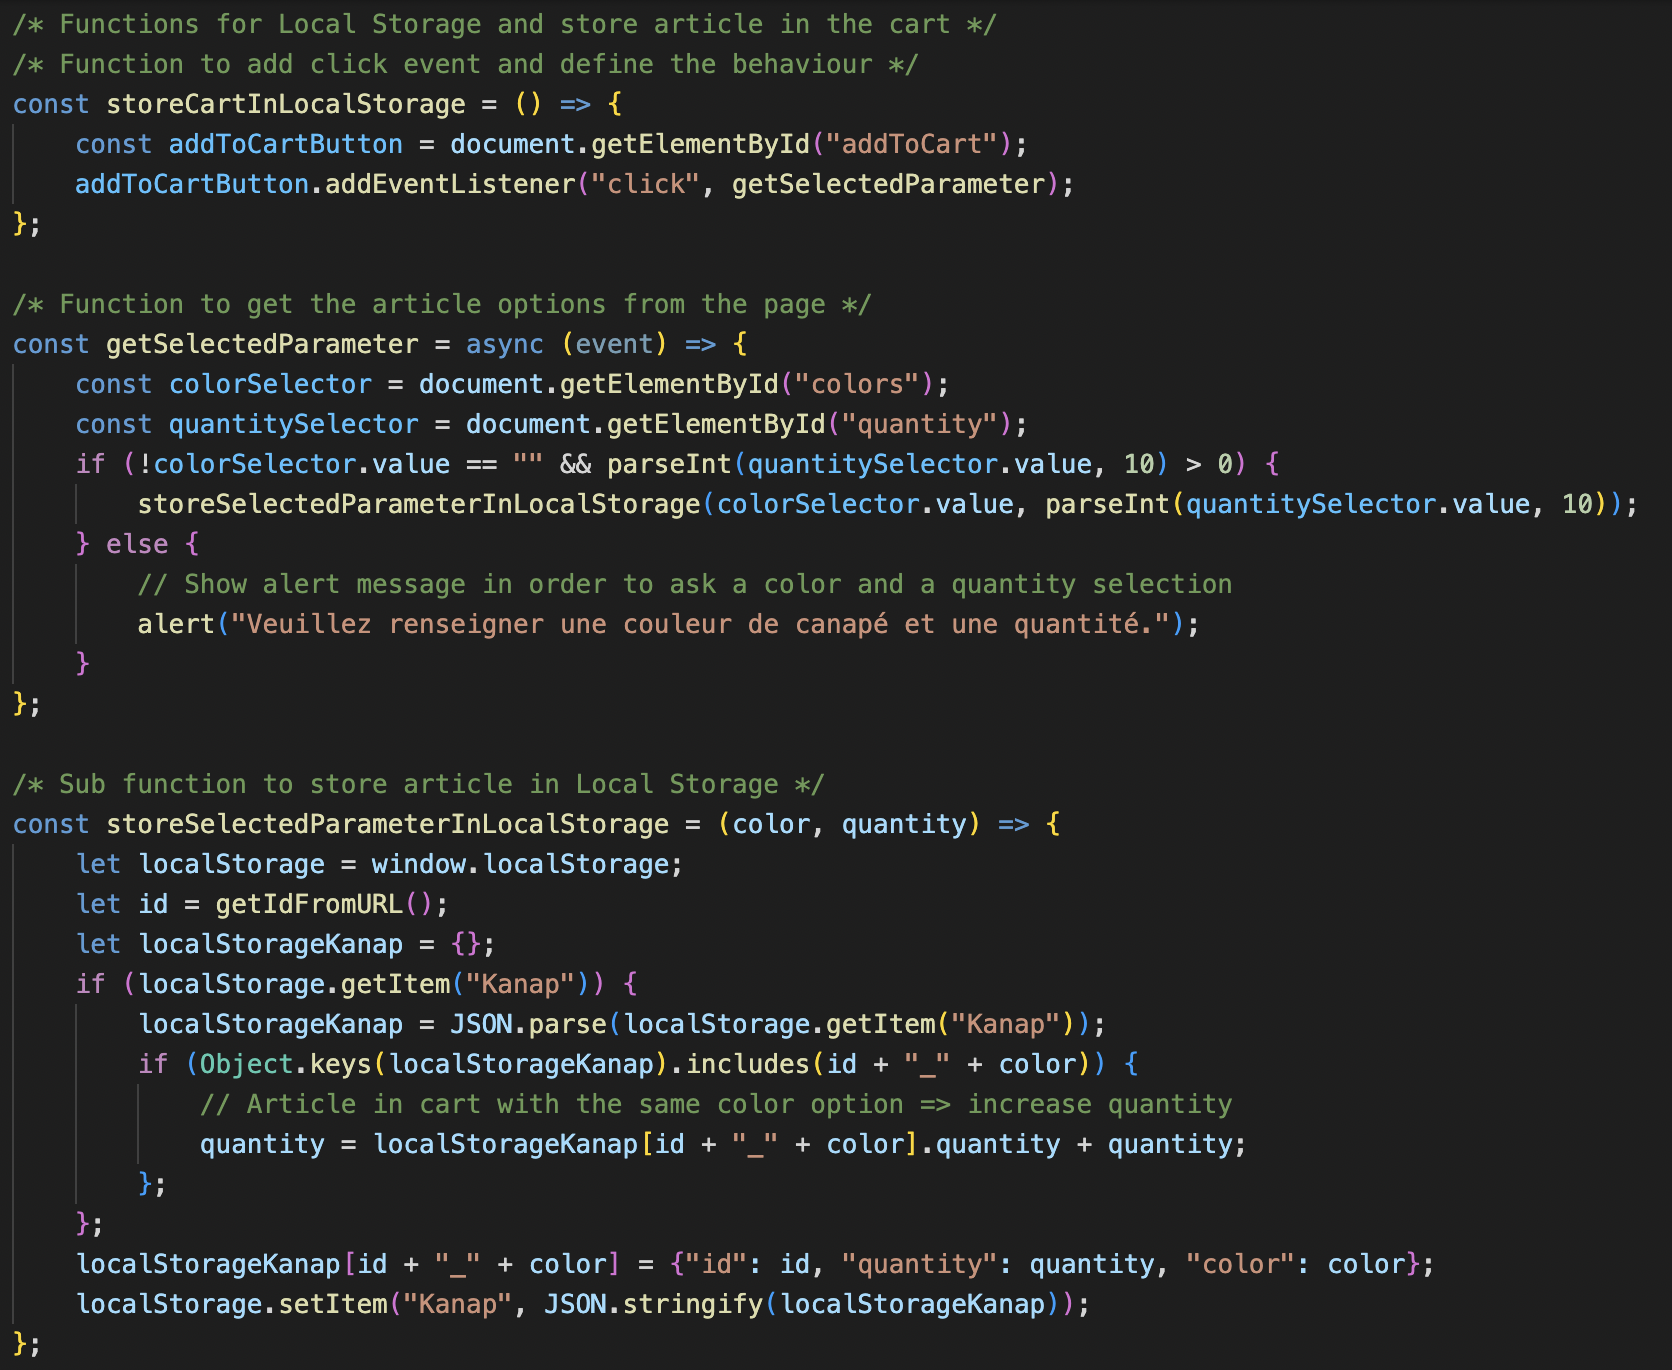 /* Functions for Local Storage and store article in the cart */
/* Function to add click event and define the behaviour */
const storeCartInLocalStorage = () => {
    const addToCartButton = document.getElementById("addToCart");
    addToCartButton.addEventListener("click", getSelectedParameter);
};

/* Function to get the article options from the page */
const getSelectedParameter = async (event) => {
    const colorSelector = document.getElementById("colors");
    const quantitySelector = document.getElementById("quantity");
    if (!colorSelector.value == "" && parseInt(quantitySelector.value, 10) > 0) {
        storeSelectedParameterInLocalStorage(colorSelector.value, parseInt(quantitySelector.value, 10));
    } else {
        // Show alert message in order to ask a color and a quantity selection
        alert("Veuillez renseigner une couleur de canapé et une quantité.");
    }
};

/* Sub function to store article in Local Storage */
const storeSelectedParameterInLocalStorage = (color, quantity) => {
    let localStorage = window.localStorage;
    let id = getIdFromURL();
    let localStorageKanap = {};
    if (localStorage.getItem("Kanap")) {
        localStorageKanap = JSON.parse(localStorage.getItem("Kanap"));
        if (Object.keys(localStorageKanap).includes(id + "_" + color)) {
            // Article in cart with the same color option => increase quantity
            quantity = localStorageKanap[id + "_" + color].quantity + quantity;
        };
    };
    localStorageKanap[id + "_" + color] = {"id": id, "quantity": quantity, "color": color};
    localStorage.setItem("Kanap", JSON.stringify(localStorageKanap));
};